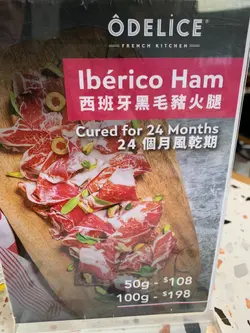 ÔDELICE®
FRENCH KITCHEN
Ibérico Ham
西班牙黑毛豬火腿
Cured for 24 Months
24 個月風乾期
50g - $108
100g - $198